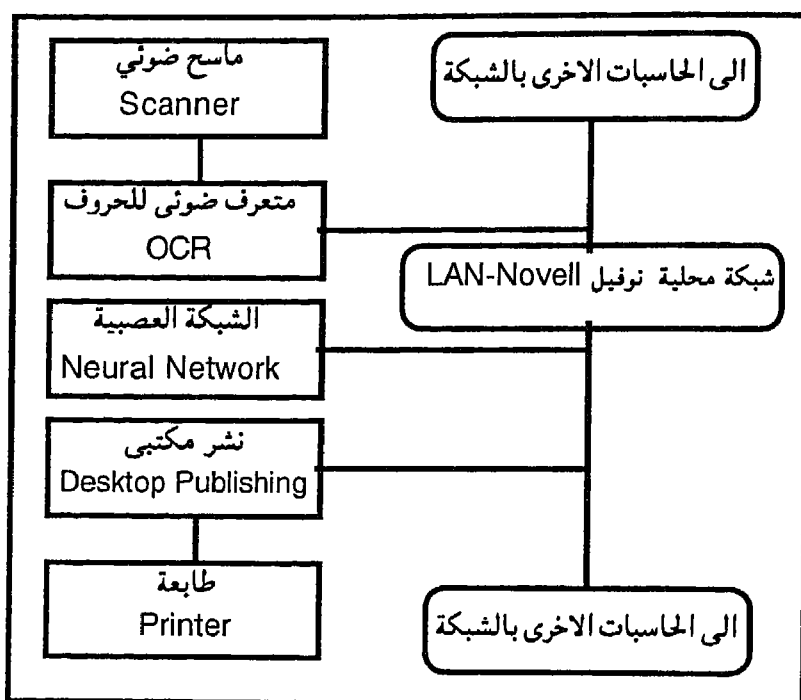 ماسح ضوئي
Scanner
الى الحاسبات الاخرى بالشبكة
متعرف ضوئى للحروف
OCR
شبكة محلية نوفيل LAN-Novell
الشبكة العصبية
Neural Network
نشر مكتبى
Desktop Publishing
طابعة
Printer
الى الحاسبات الاخرى بالشبكة